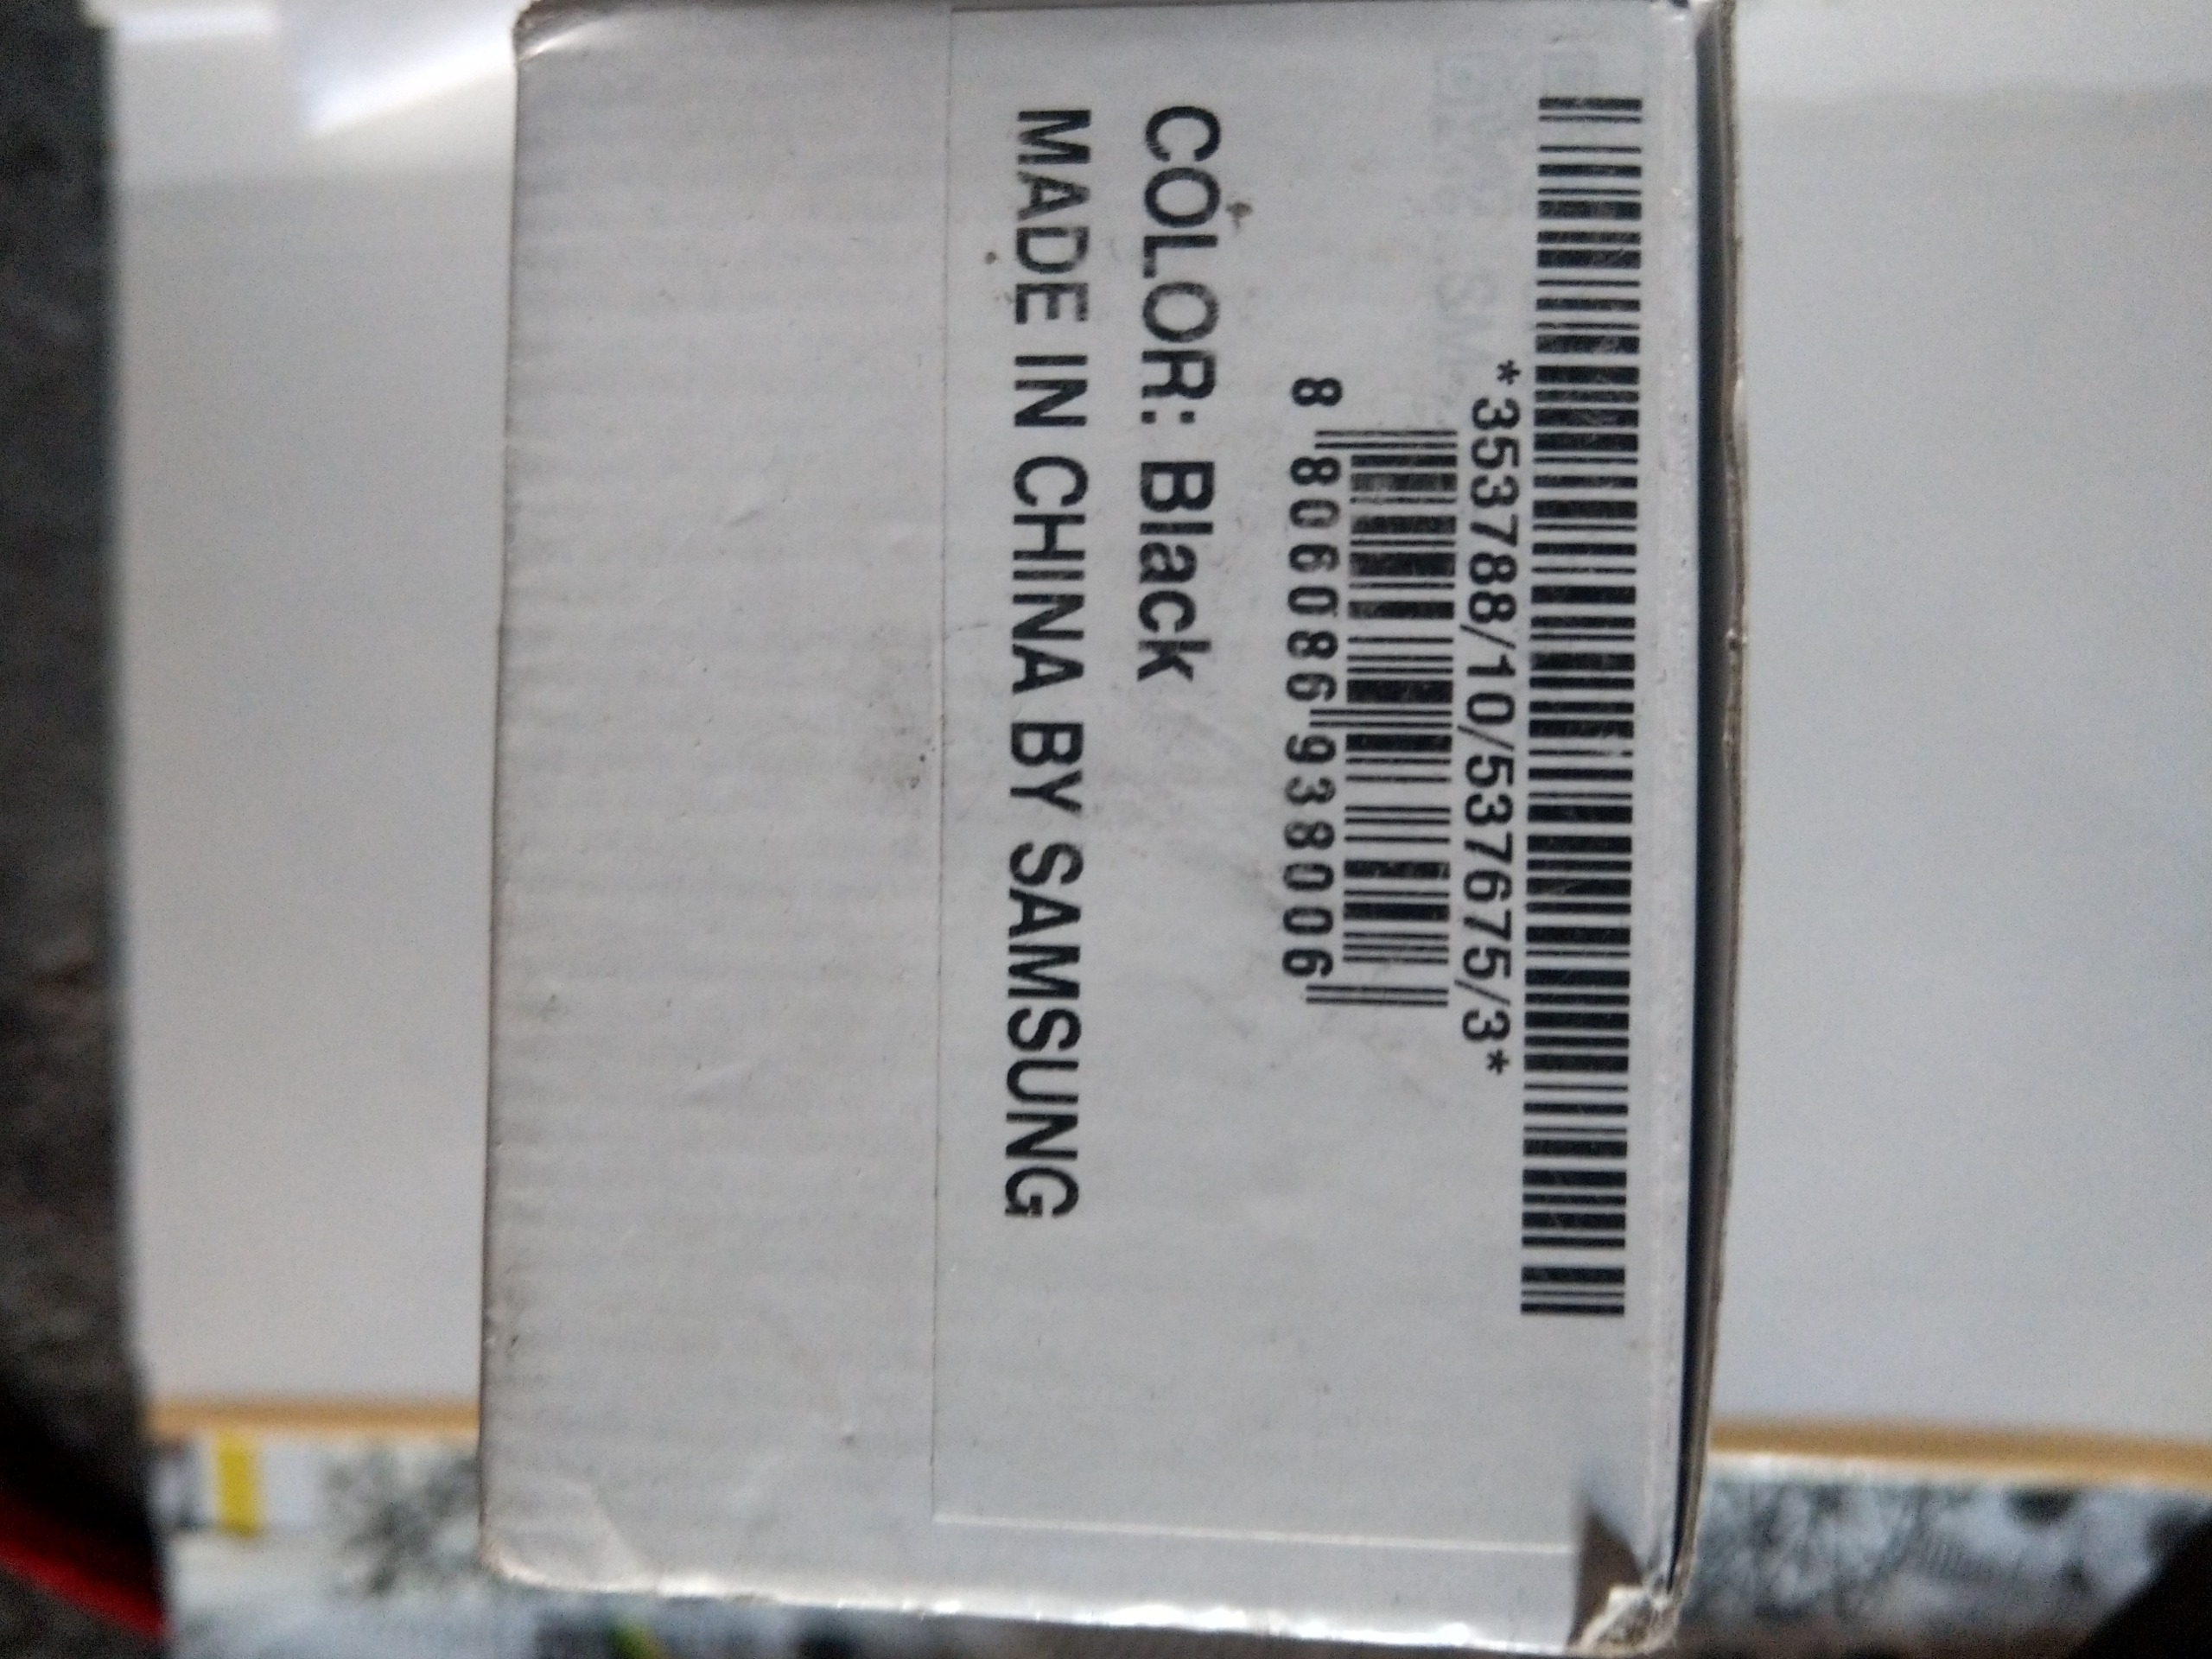 *353788/10/537675/3*
8 806086 938006
COLOR: Black
MADE IN CHINA BY SAMSUNG